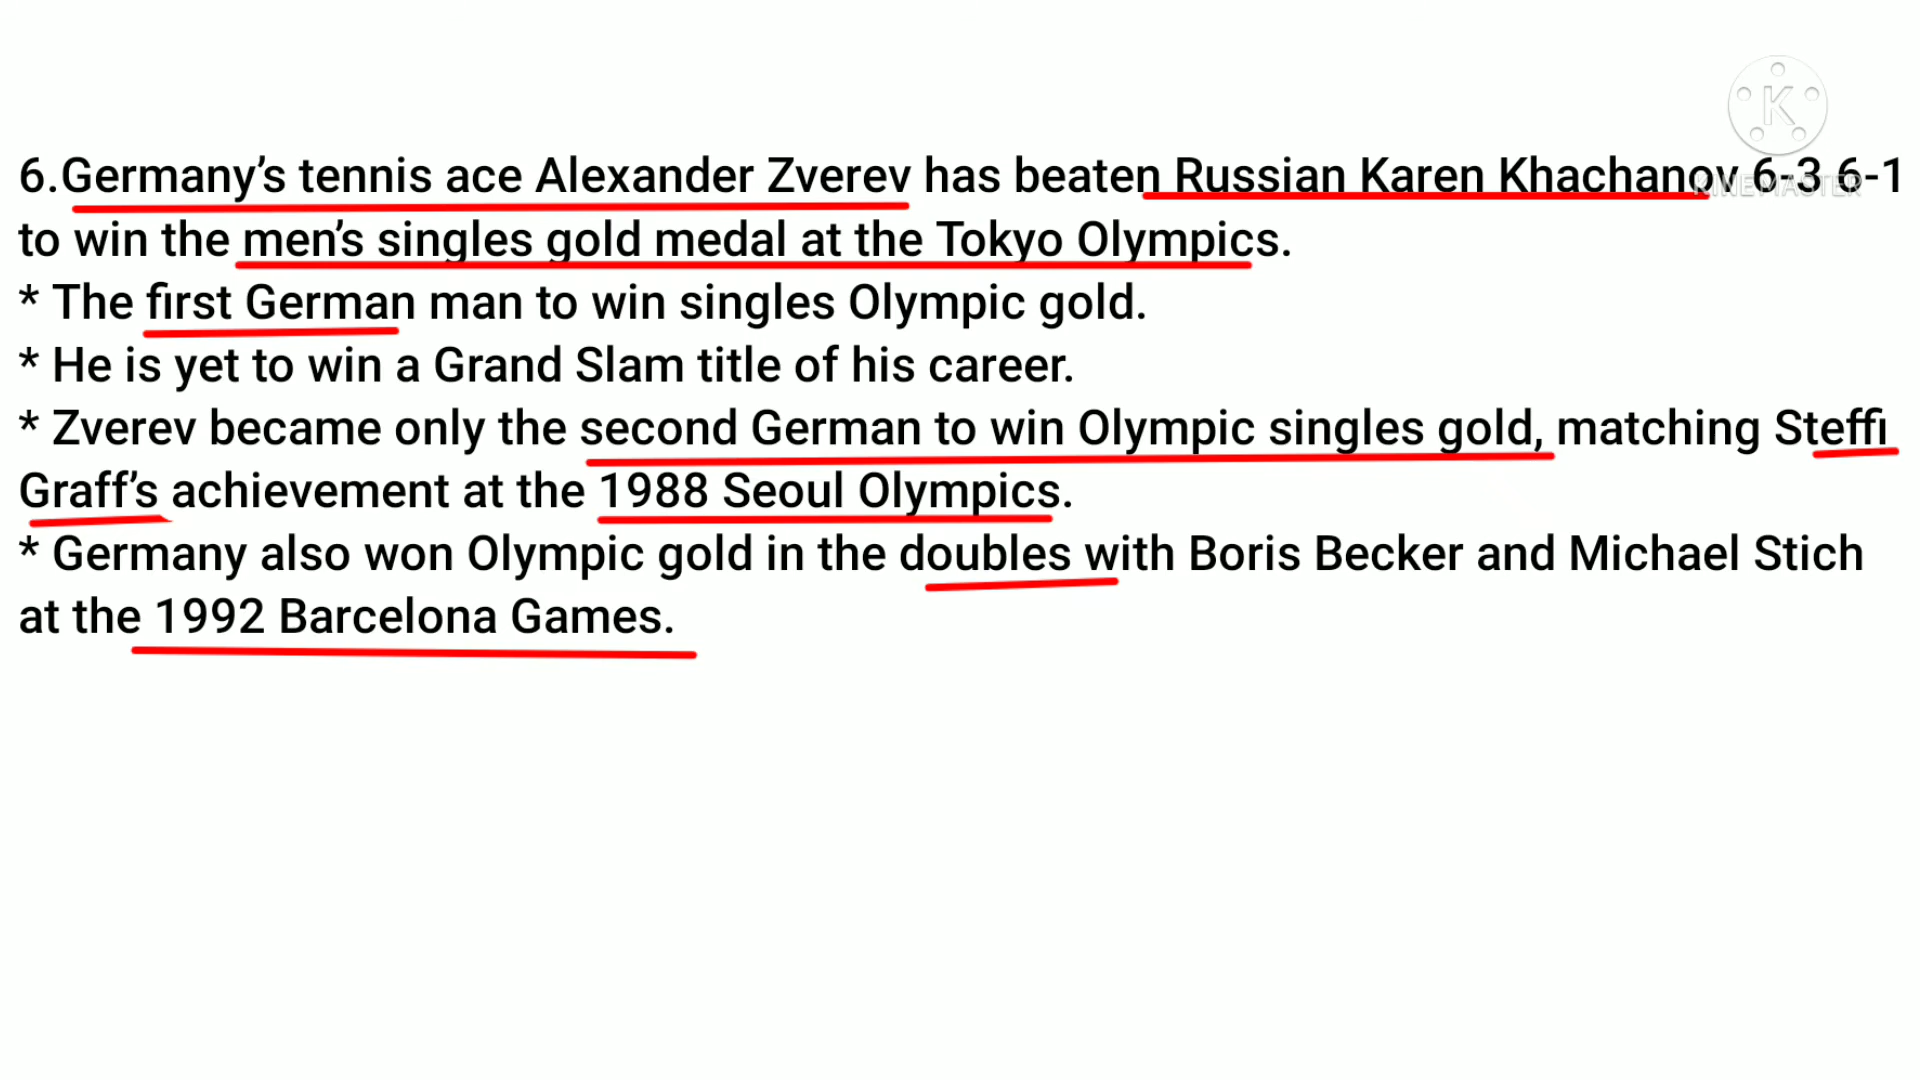 K
KINEMASTER
6.Germany’s tennis ace Alexander Zverev has beaten Russian Karen Khachanov 6-3 6-1
to win the men’s singles gold medal at the Tokyo Olympics.
* The first German man to win singles Olympic gold.
* He is yet to win a Grand Slam title of his career.
* Zverev became only the second German to win Olympic singles gold, matching Steffi
Graff’s achievement at the 1988 Seoul Olympics.
* Germany also won Olympic gold in the doubles with Boris Becker and Michael Stich
at the 1992 Barcelona Games.